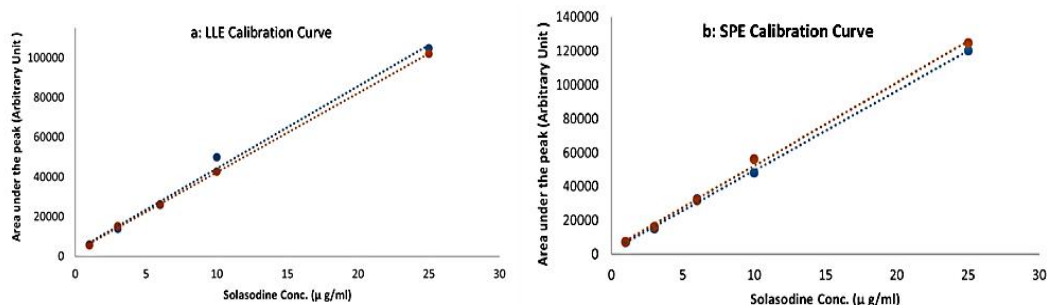 a: LLE Calibration Curve
Area under the peak (Arbitrary Unit )
100000
80000
60000
40000
20000
0
0 5 10 15 20 25 30
Solasodine Conc. (µ g/ml)
b: SPE Calibration Curve
Area under the peak (Arbitrary Unit )
140000
120000
100000
80000
60000
40000
20000
0
0 5 10 15 20 25 30
Solasodine Conc. (µ g/ml)